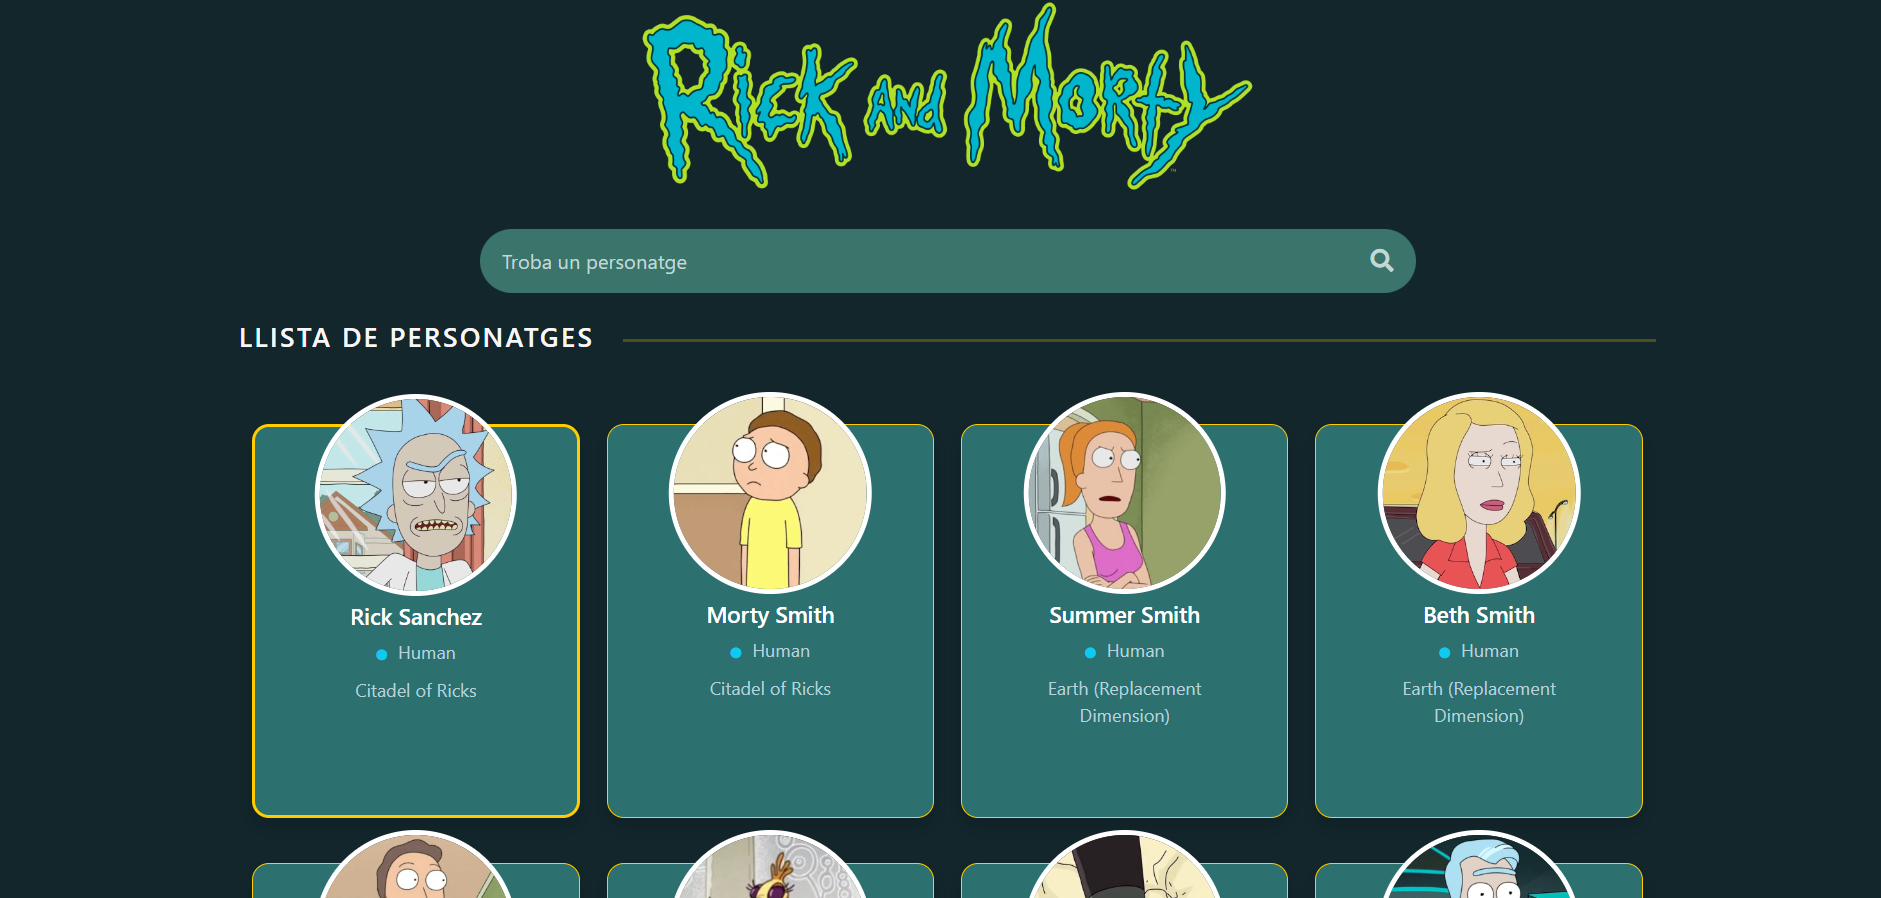 Rick and Morty
Troba un personatge
LLISTA DE PERSONATGES
Rick Sanchez
Human
Citadel of Ricks
Morty Smith
Human
Citadel of Ricks
Summer Smith
Human
Earth (Replacement
Dimension)
Beth Smith
Human
Earth (Replacement
Dimension)